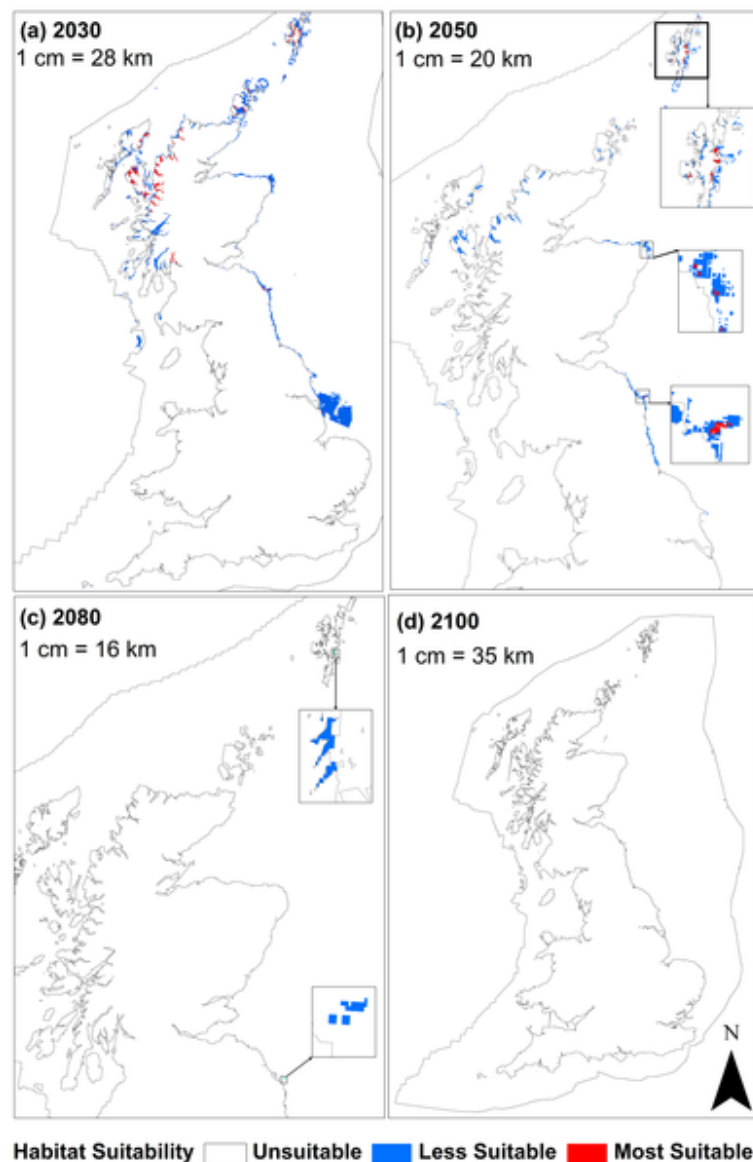 (a) 2030
1 cm = 28 km
(b) 2050
1 cm = 20 km
(c) 2080
1 cm = 16 km
(d) 2100
1 cm = 35 km
N
Habitat Suitability Unsuitable Less Suitable Most Suitable